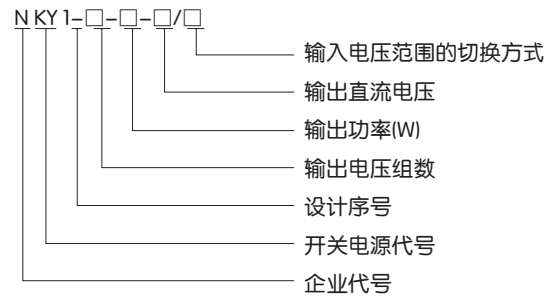 NKY1-□-□-□/□
输入电压范围的切换方式
输出直流电压
输出功率(W)
输出电压组数
设计序号
开关电源代号
企业代号